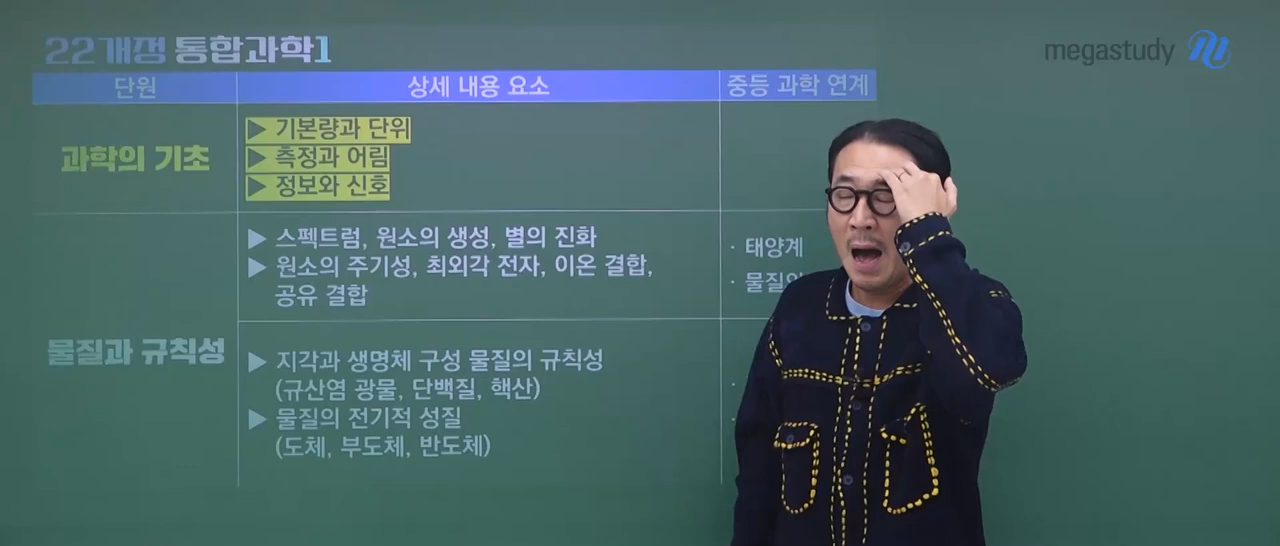 22개정 통합과학1
megastudy
단원 상세 내용 요소 중등 과학 연계
과학의 기초
▶ 기본량과 단위
▶ 측정과 어림
▶ 정보와 신호
물질과 규칙성
▶ 스펙트럼, 원소의 생성, 별의 진화
▶ 원소의 주기성, 최외각 전자, 이온 결합,
공유 결합
· 태양계
· 물질의
▶ 지각과 생명체 구성 물질의 규칙성
(규산염 광물, 단백질, 핵산)
▶ 물질의 전기적 성질
(도체, 부도체, 반도체)